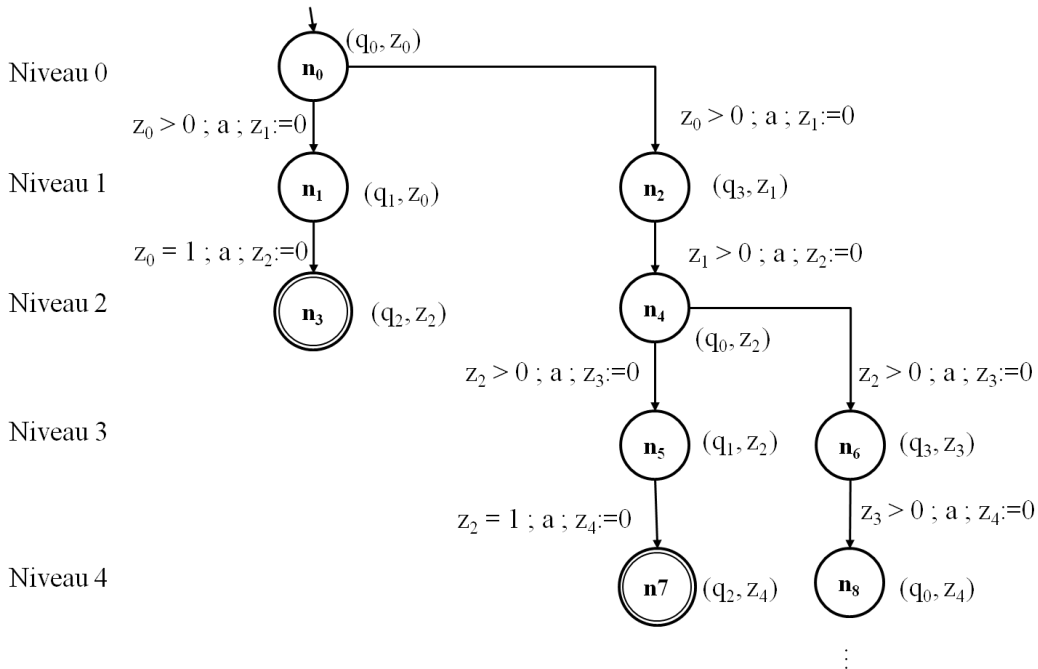 (q₀, z₀)
Niveau 0
n₀
z₀ > 0 ; a ; z₁:=0
z₀ > 0 ; a ; z₁:=0
Niveau 1
n₁
(q₁, z₀)
n₂
(q₃, z₁)
z₀ = 1 ; a ; z₂:=0
z₁ > 0 ; a ; z₂:=0
Niveau 2
n₃
(q₂, z₂)
n₄
(q₀, z₂)
z₂ > 0 ; a ; z₃:=0
z₂ > 0 ; a ; z₃:=0
Niveau 3
n₅
(q₁, z₂)
n₆
(q₃, z₃)
z₂ = 1 ; a ; z₄:=0
z₃ > 0 ; a ; z₄:=0
Niveau 4
n7
(q₂, z₄)
n₈
(q₀, z₄)
⋮